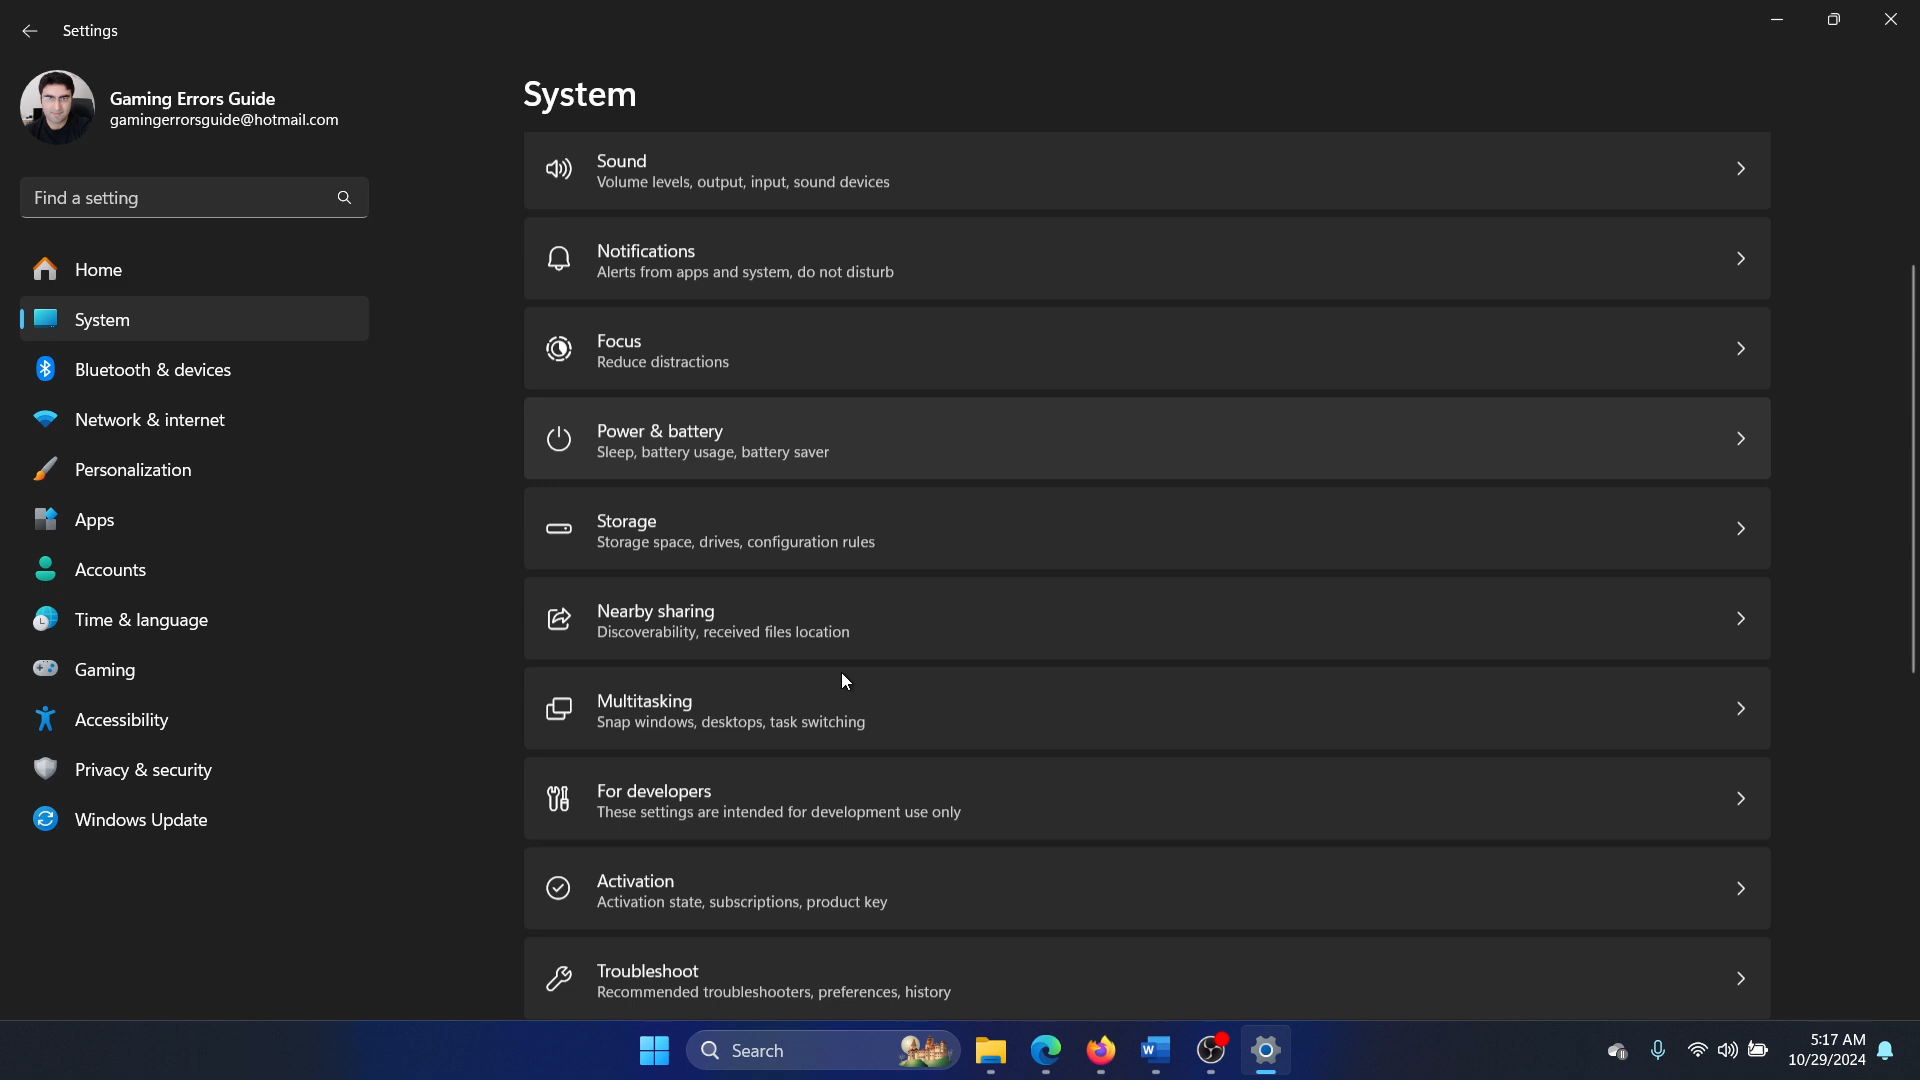 Settings
Gaming Errors Guide
gamingerrorsguide@hotmail.com
Find a setting
Home
System
Bluetooth & devices
Network & internet
Personalization
Apps
Accounts
Time & language
Gaming
Accessibility
Privacy & security
Windows Update
System
Sound
Volume levels, output, input, sound devices
Notifications
Alerts from apps and system, do not disturb
Focus
Reduce distractions
Power & battery
Sleep, battery usage, battery saver
Storage
Storage space, drives, configuration rules
Nearby sharing
Discoverability, received files location
Multitasking
Snap windows, desktops, task switching
For developers
These settings are intended for development use only
Activation
Activation state, subscriptions, product key
Troubleshoot
Recommended troubleshooters, preferences, history
Search
W
5:17 AM
10/29/2024